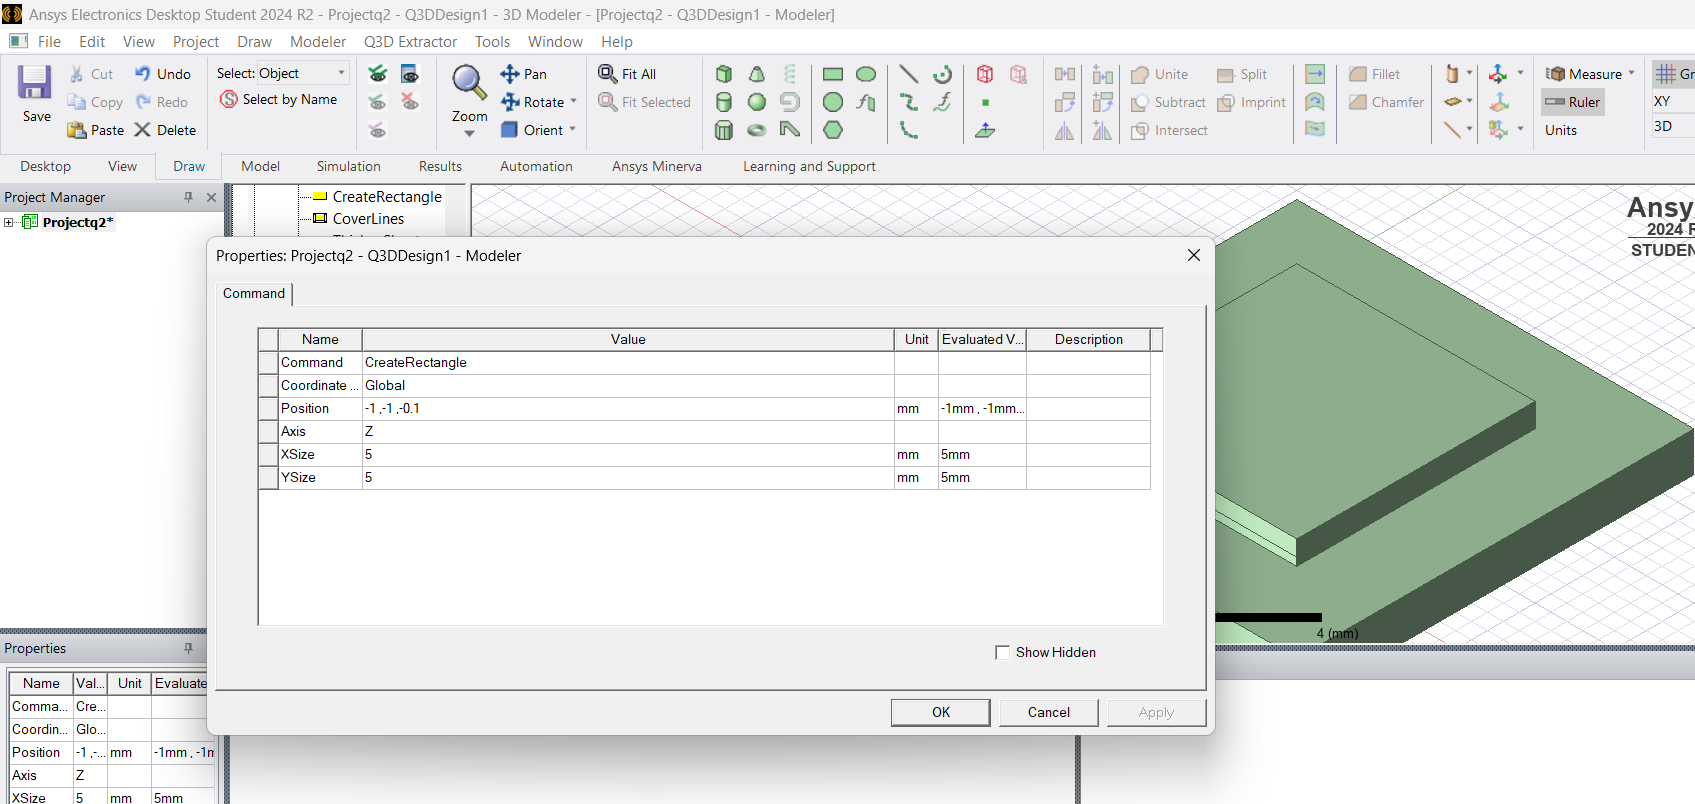 Ansys Electronics Desktop Student 2024 R2 - Projectq2 - Q3DDesign1 - 3D Modeler - [Projectq2 - Q3DDesign1 - Modeler]
File Edit View Project Draw Modeler Q3D Extractor Tools Window Help
Save
Cut
Copy
Paste
Undo
Redo
Delete
Select: Object
Select by Name
Zoom
Pan
Rotate
Orient
Fit All
Fit Selected
Unite
Subtract
Intersect
Split
Imprint
Fillet
Chamfer
Measure
Ruler
Units
Gr
XY
3D
Desktop View Draw Model Simulation Results Automation Ansys Minerva Learning and Support
Project Manager
Projectq2*
CreateRectangle
CoverLines
Ansy
2024 R
STUDEN
Properties: Projectq2 - Q3DDesign1 - Modeler
Command
Name Value Unit Evaluated V... Description
Command CreateRectangle
Coordinate ... Global
Position -1 ,-1 ,-0.1 mm -1mm , -1mm...
Axis Z
XSize 5 mm 5mm
YSize 5 mm 5mm
Show Hidden
OK Cancel Apply
4 (mm)
Properties
Name Val... Unit Evaluate
Comma... Cre...
Coordin... Glo...
Position -1 ,-... mm -1mm , -1m
Axis Z
XSize 5 mm 5mm